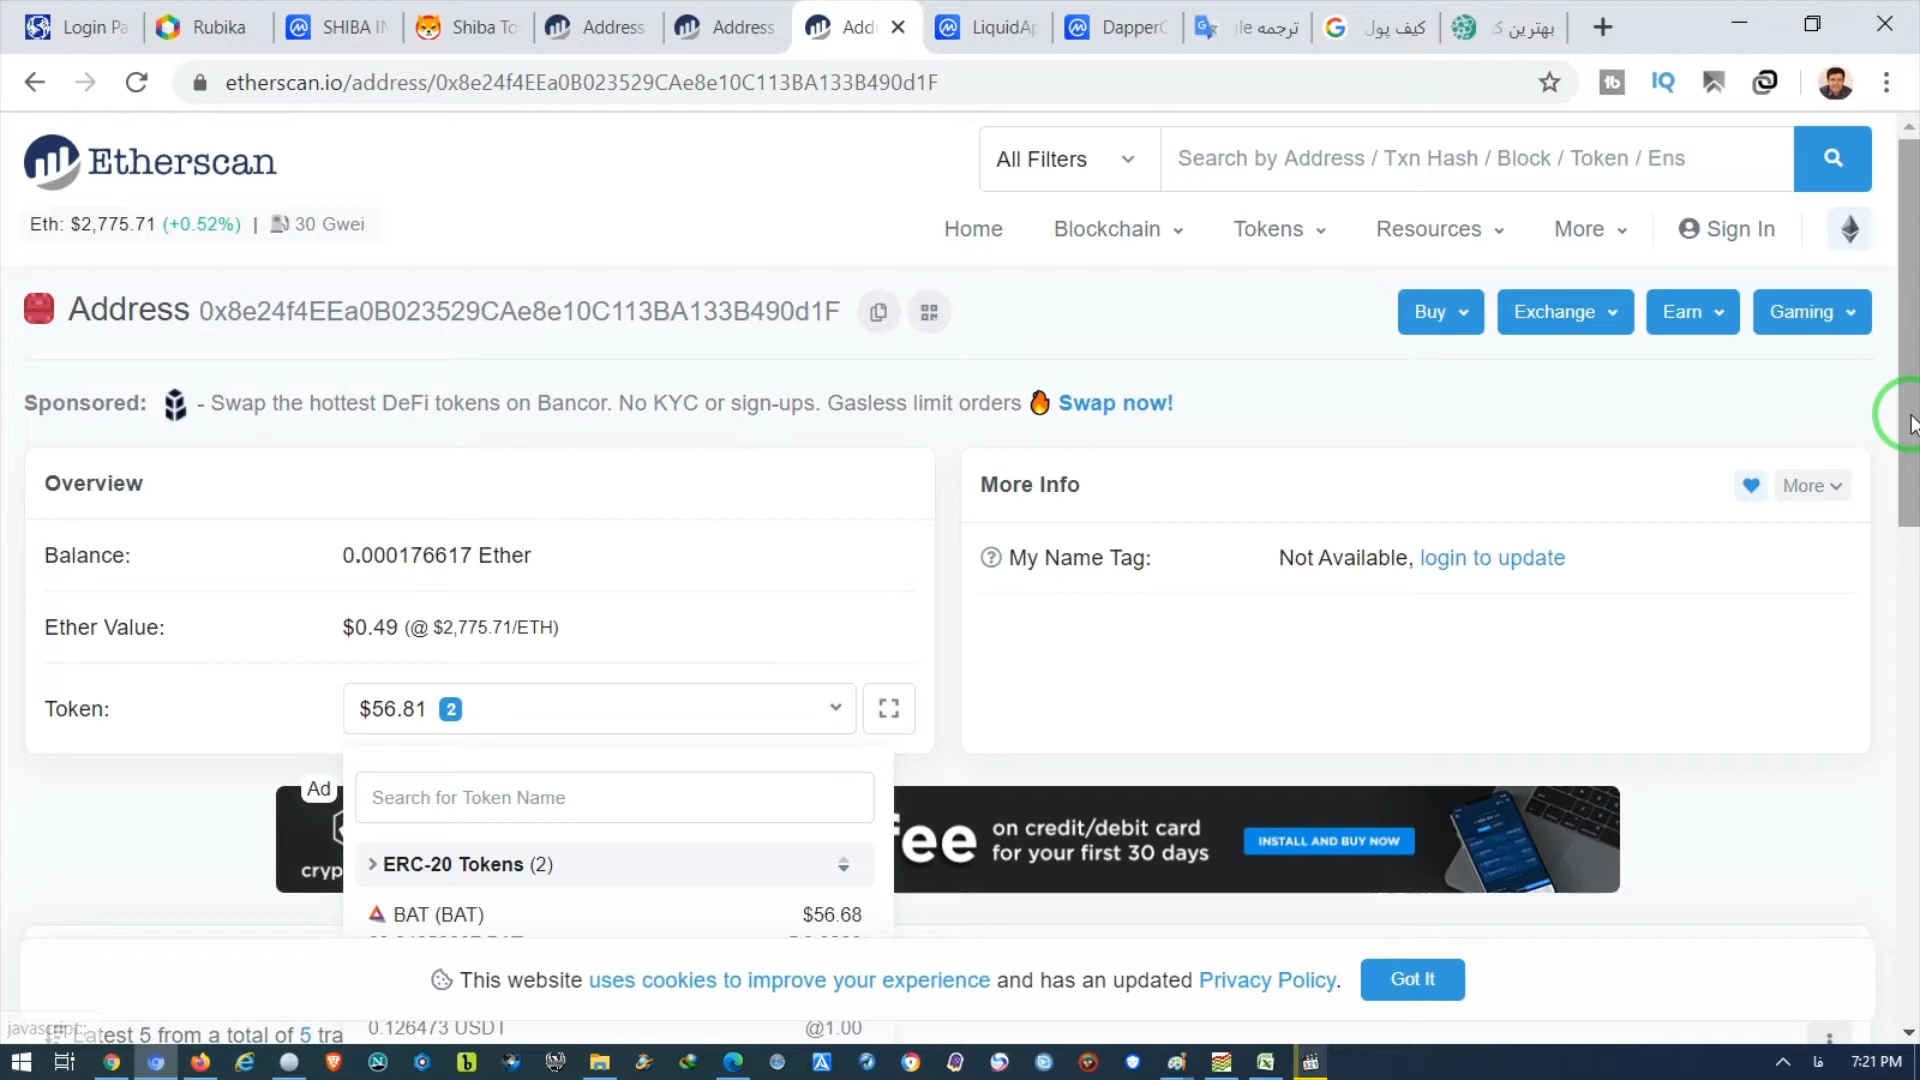 Login Pa
Rubika
SHIBA IN
Shiba To
Address
Address
Add
LiquidAp
DapperC
ترجمه gle
کیف پول
بهترین ک
etherscan.io/address/0x8e24f4EEa0B023529CAe8e10C113BA133B490d1F
Etherscan
All Filters
Search by Address / Txn Hash / Block / Token / Ens
Eth: $2,775.71 (+0.52%) | 30 Gwei
Home
Blockchain
Tokens
Resources
More
Sign In
Address 0x8e24f4EEa0B023529CAe8e10C113BA133B490d1F
Buy
Exchange
Earn
Gaming
Sponsored: - Swap the hottest DeFi tokens on Bancor. No KYC or sign-ups. Gasless limit orders Swap now!
Overview
More Info
More
Balance: 0.000176617 Ether
My Name Tag: Not Available, login to update
Ether Value: $0.49 (@ $2,775.71/ETH)
Token: $56.81 2
Ad
Search for Token Name
cryp
fee
on credit/debit card
for your first 30 days
INSTALL AND BUY NOW
ERC-20 Tokens (2)
BAT (BAT) $56.68
This website uses cookies to improve your experience and has an updated Privacy Policy.
Got It
javascript:;
Latest 5 from a total of 5 tra
0.126473 USDT @1.00
فا
7:21 PM